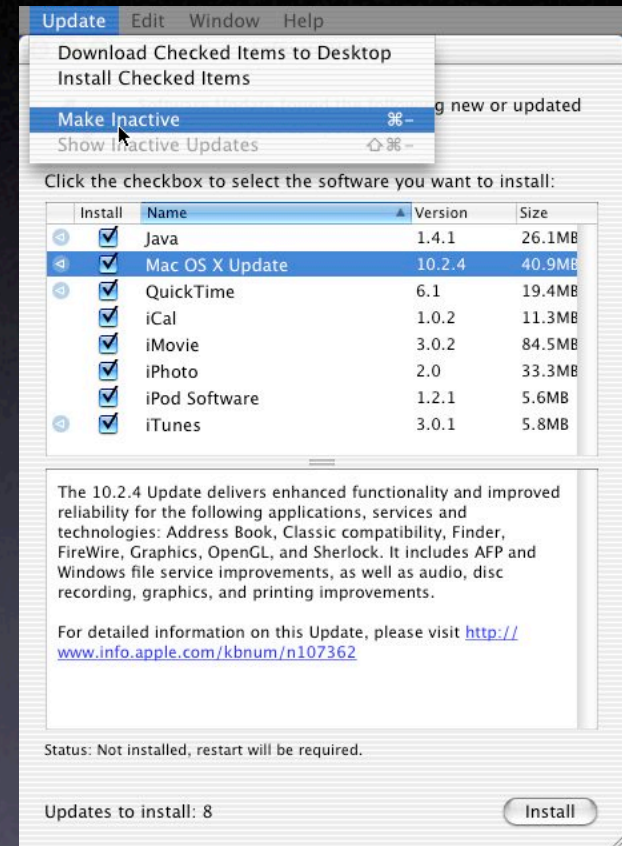 Update Edit Window Help
Download Checked Items to Desktop
Install Checked Items
g new or updated
Make Inactive ⌘-
Show Inactive Updates ⇧⌘-
Click the checkbox to select the software you want to install:
Install Name Version Size
Java 1.4.1 26.1MB
Mac OS X Update 10.2.4 40.9MB
QuickTime 6.1 19.4MB
iCal 1.0.2 11.3MB
iMovie 3.0.2 84.5MB
iPhoto 2.0 33.3MB
iPod Software 1.2.1 5.6MB
iTunes 3.0.1 5.8MB
The 10.2.4 Update delivers enhanced functionality and improved
reliability for the following applications, services and
technologies: Address Book, Classic compatibility, Finder,
FireWire, Graphics, OpenGL, and Sherlock. It includes AFP and
Windows file service improvements, as well as audio, disc
recording, graphics, and printing improvements.
For detailed information on this Update, please visit http://
www.info.apple.com/kbnum/n107362
Status: Not installed, restart will be required.
Updates to install: 8 Install